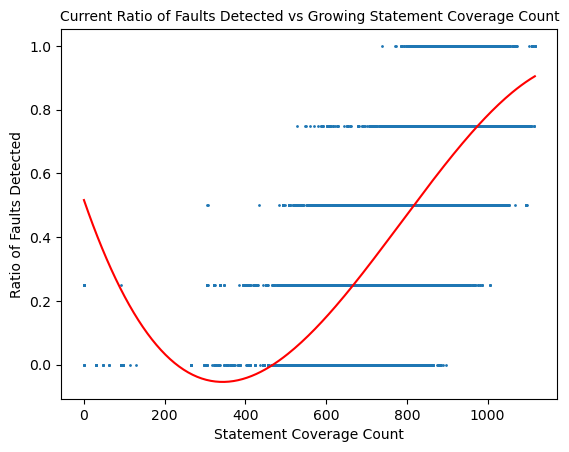 Current Ratio of Faults Detected vs Growing Statement Coverage Count
1.0
0.8
0.6
0.4
0.2
0.0
Ratio of Faults Detected
0 200 400 600 800 1000
Statement Coverage Count